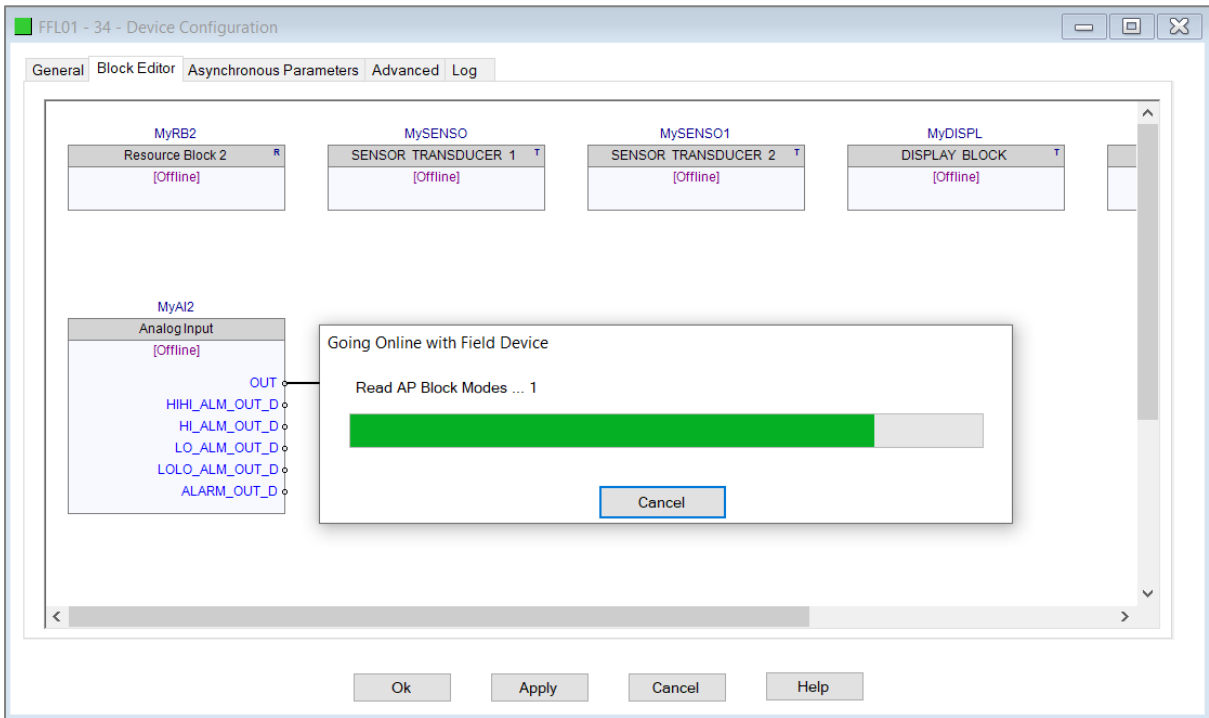 FFL01 - 34 - Device Configuration
General Block Editor Asynchronous Parameters Advanced Log
MyRB2 MySENSO MySENSO1 MyDISPL
Resource Block 2 R SENSOR TRANSDUCER 1 T SENSOR TRANSDUCER 2 T DISPLAY BLOCK T
[Offline] [Offline] [Offline] [Offline]
MyAI2
Analog Input
[Offline]
OUT
HIHI_ALM_OUT_D
HI_ALM_OUT_D
LO_ALM_OUT_D
LOLO_ALM_OUT_D
ALARM_OUT_D
Going Online with Field Device
Read AP Block Modes ... 1
Cancel
Ok Apply Cancel Help